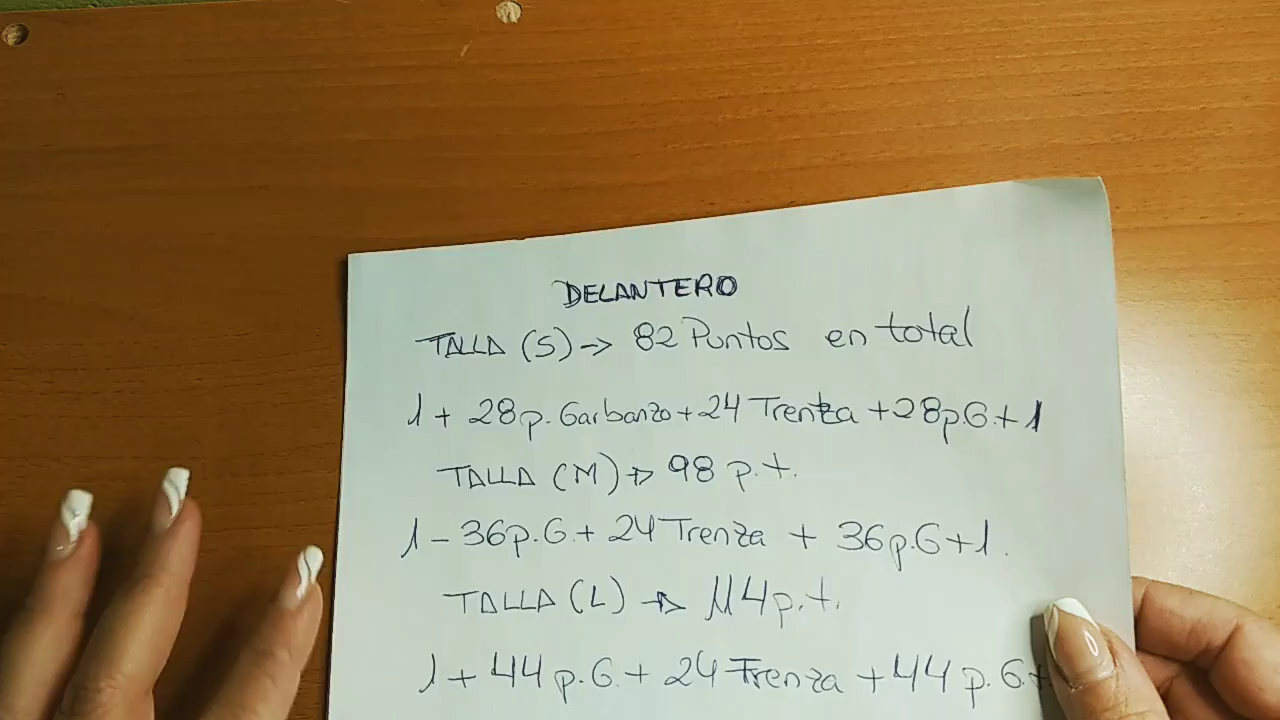 DELANTERO
TALLA (S) → 82 Puntos en total
1 + 28p. Garbanzo + 24 Trenza + 28p.G. + 1
TALLA (M) → 98 p.t.
1 - 36p.G. + 24 Trenza + 36p.G + 1.
TALLA (L) → 114 p.t.
1 + 44 p.G. + 24 Trenza + 44 p.G. +